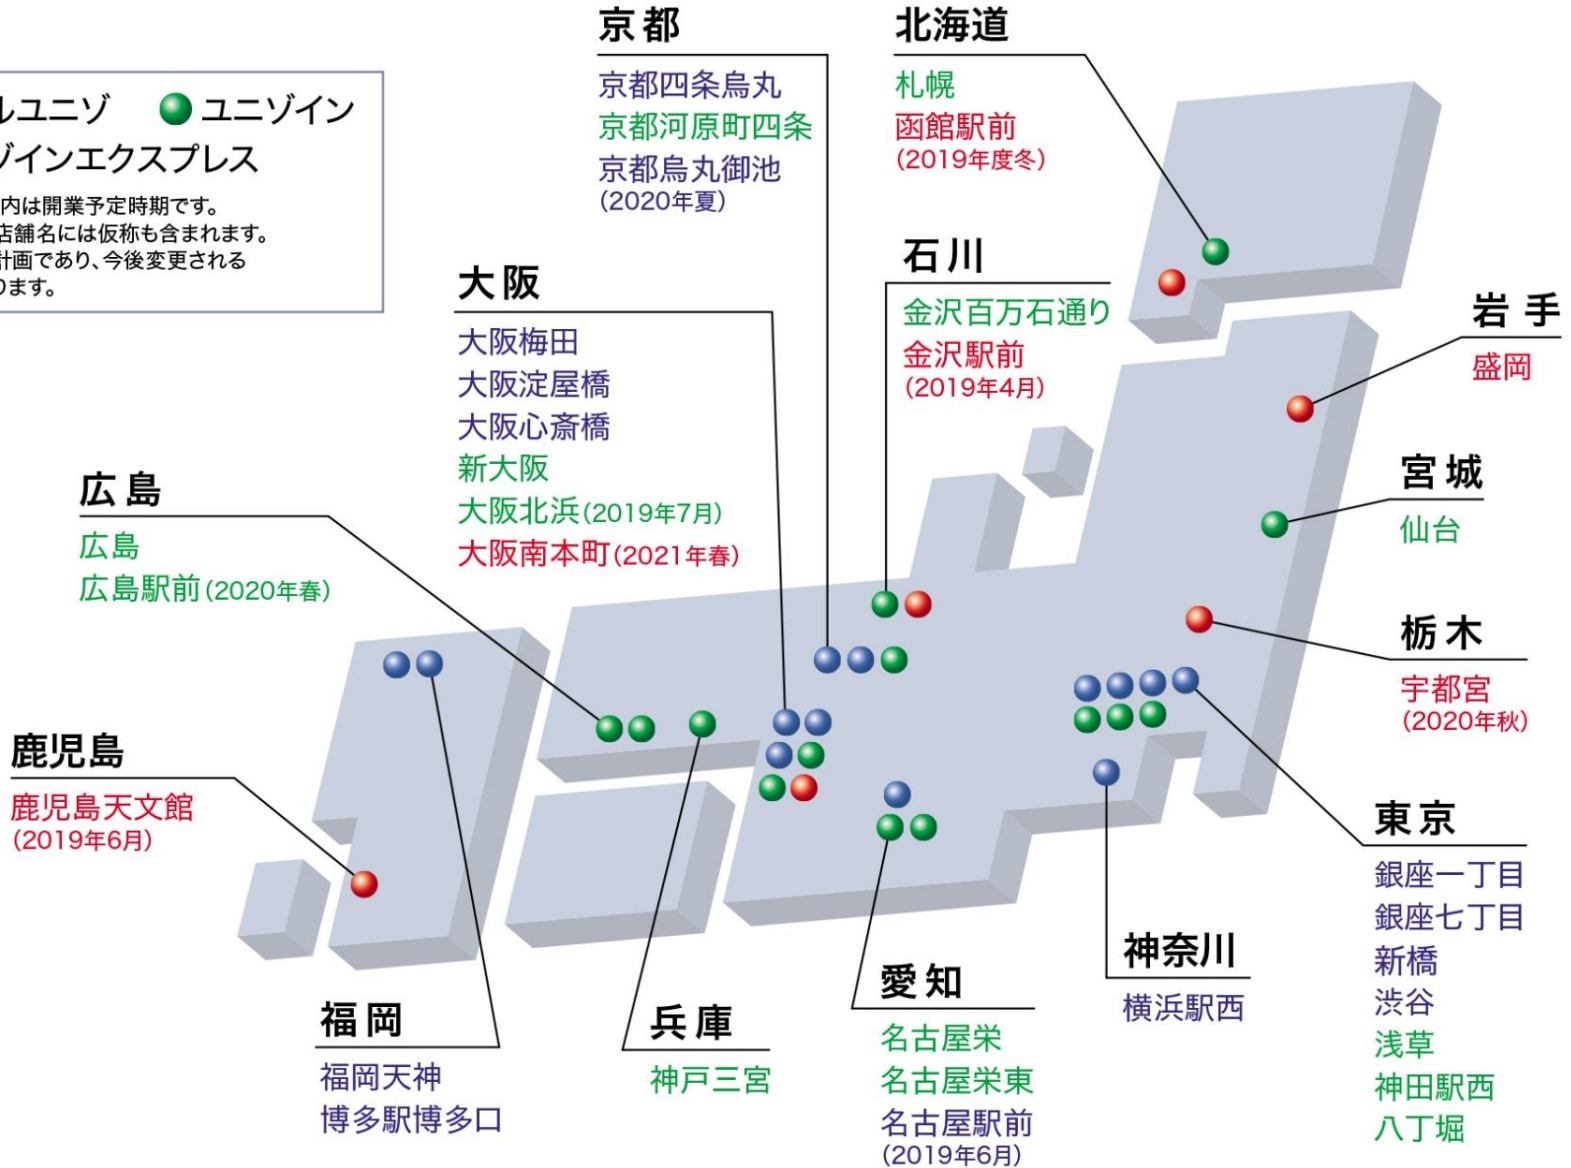 ルユニゾ ユニゾイン
ゾインエクスプレス
内は開業予定時期です。
店舗名には仮称も含まれます。
計画であり、今後変更される
ります。
京都
京都四条烏丸
京都河原町四条
京都烏丸御池
(2020年夏)
北海道
札幌
函館駅前
(2019年度冬)
石川
金沢百万石通り
金沢駅前
(2019年4月)
岩手
盛岡
宮城
仙台
栃木
宇都宮
(2020年秋)
大阪
大阪梅田
大阪淀屋橋
大阪心斎橋
新大阪
大阪北浜(2019年7月)
大阪南本町(2021年春)
広島
広島
広島駅前(2020年春)
鹿児島
鹿児島天文館
(2019年6月)
福岡
福岡天神
博多駅博多口
兵庫
神戸三宮
愛知
名古屋栄
名古屋栄東
名古屋駅前
(2019年6月)
神奈川
横浜駅西
東京
銀座一丁目
銀座七丁目
新橋
渋谷
浅草
神田駅西
八丁堀